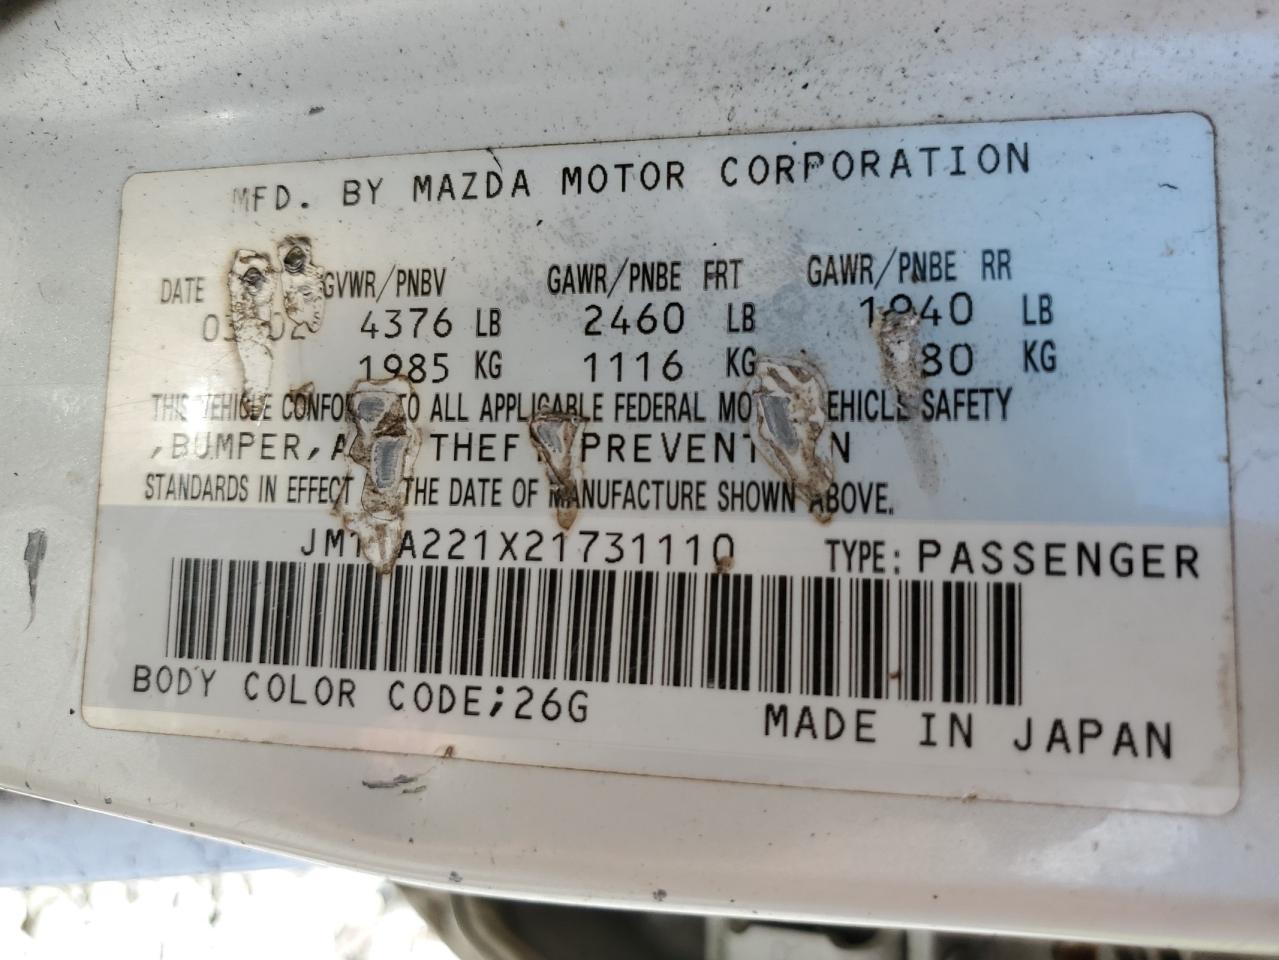 MFD. BY MAZDA MOTOR CORPORATION
DATE GVWR/PNBV GAWR/PNBE FRT GAWR/PNBE RR
4376 LB 2460 LB LB
1985 KG 1116 KG KG
THIS VEHICLE TO ALL APPLICABLE FEDERAL SAFETY
,BUMPER, PREVENT
STANDARDS IN EFFECT THE DATE OF MANUFACTURE SHOWN ABOVE.
TYPE: PASSENGER
BODY COLOR CODE;26G
MADE IN JAPAN